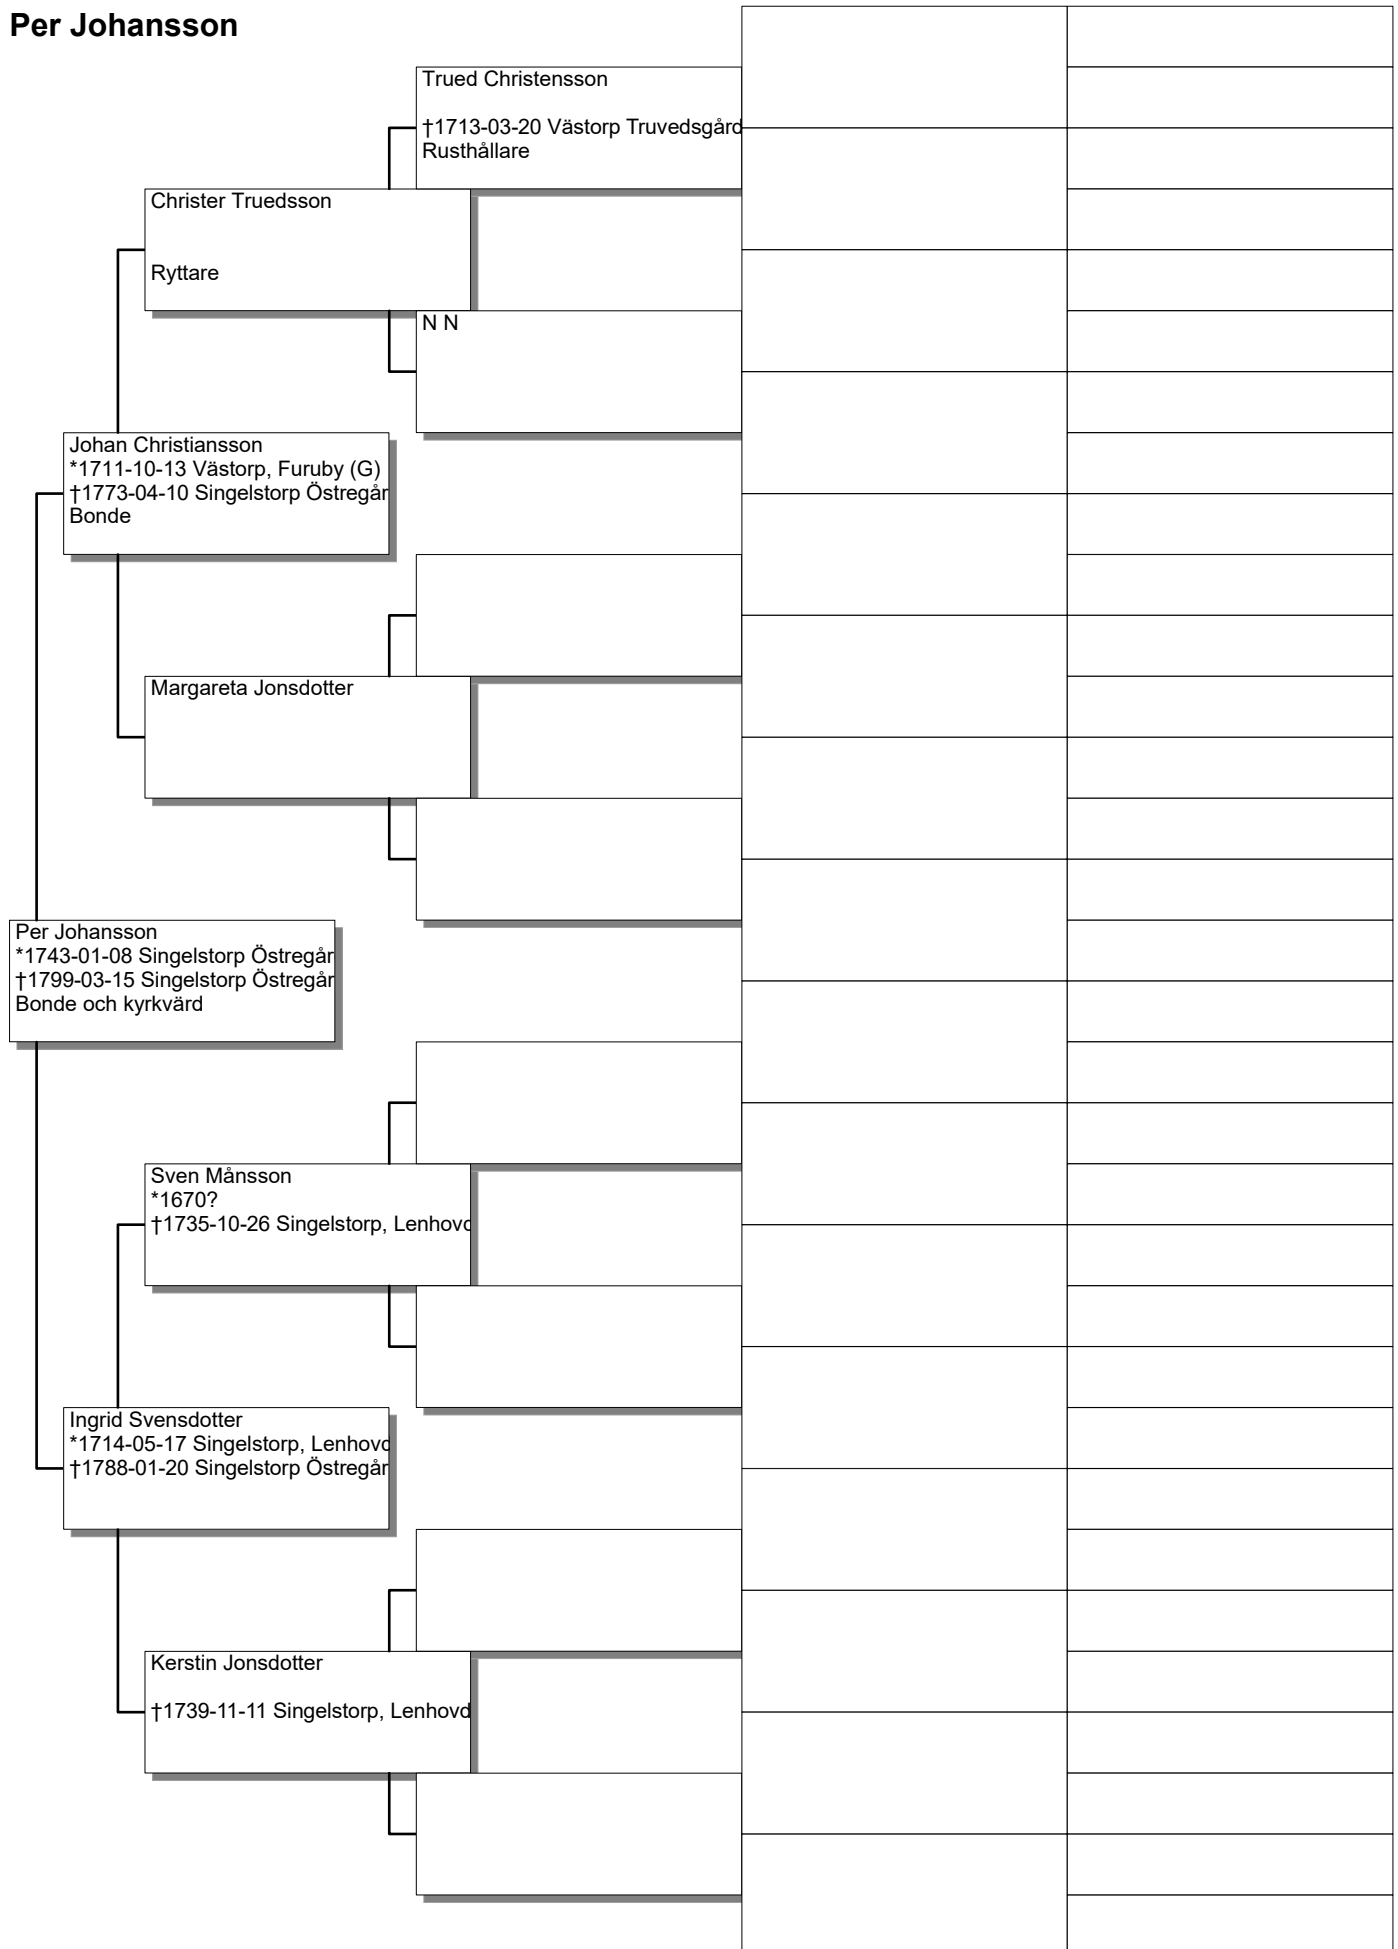 Per Johansson
Trued Christensson
†1713-03-20 Västorp Truvedsgård
Rusthållare
Christer Truedsson
Ryttare
N N
Johan Christiansson
*1711-10-13 Västorp, Furuby (G)
†1773-04-10 Singelstorp Östregår
Bonde
Margareta Jonsdotter
Per Johansson
*1743-01-08 Singelstorp Östregår
†1799-03-15 Singelstorp Östregår
Bonde och kyrkvärd
Sven Månsson
*1670?
†1735-10-26 Singelstorp, Lenhovd
Ingrid Svensdotter
*1714-05-17 Singelstorp, Lenhovd
†1788-01-20 Singelstorp Östregår
Kerstin Jonsdotter
†1739-11-11 Singelstorp, Lenhovd